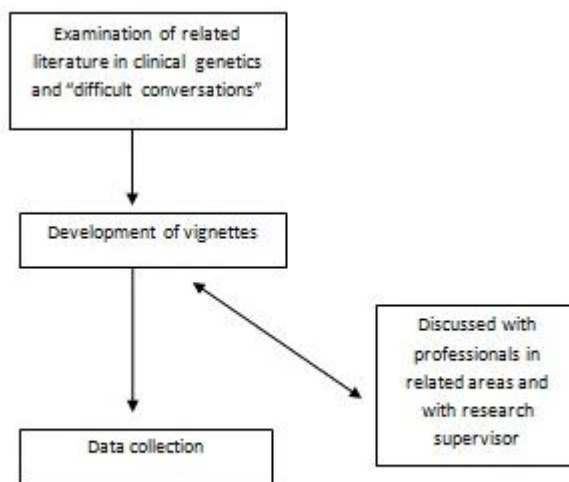 Examination of related
literature in clinical genetics
and “difficult conversations”
Development of vignettes
Discussed with
professionals in
related areas and
with research
supervisor
Data collection